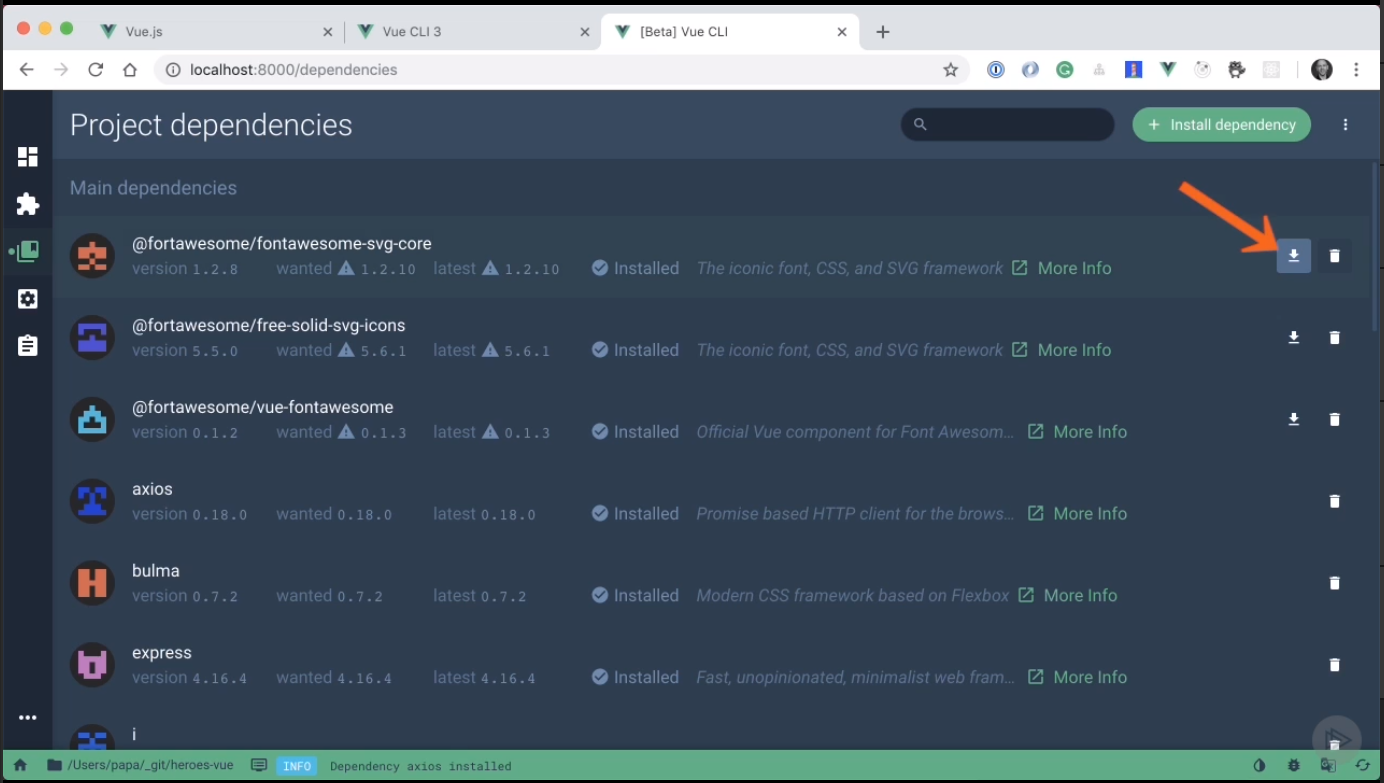 Vue.js
Vue CLI 3
[Beta] Vue CLI
localhost:8000/dependencies
Project dependencies
Install dependency
Main dependencies
@fortawesome/fontawesome-svg-core
version 1.2.8 wanted 1.2.10 latest 1.2.10 Installed The iconic font, CSS, and SVG framework More Info
@fortawesome/free-solid-svg-icons
version 5.5.0 wanted 5.6.1 latest 5.6.1 Installed The iconic font, CSS, and SVG framework More Info
@fortawesome/vue-fontawesome
version 0.1.2 wanted 0.1.3 latest 0.1.3 Installed Official Vue component for Font Awesom... More Info
axios
version 0.18.0 wanted 0.18.0 latest 0.18.0 Installed Promise based HTTP client for the brows... More Info
bulma
version 0.7.2 wanted 0.7.2 latest 0.7.2 Installed Modern CSS framework based on Flexbox More Info
express
version 4.16.4 wanted 4.16.4 latest 4.16.4 Installed Fast, unopinionated, minimalist web fram... More Info
i
/Users/papa/_git/heroes-vue INFO Dependency axios installed